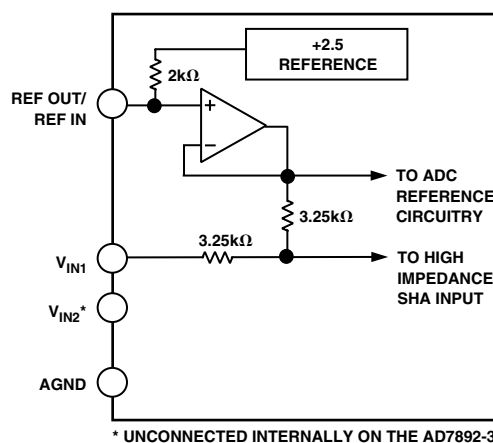 +2.5
REFERENCE
2kΩ
REF OUT/
REF IN
+
−
TO ADC
REFERENCE
CIRCUITRY
3.25kΩ
3.25kΩ
VIN1
TO HIGH
IMPEDANCE
SHA INPUT
VIN2*
AGND
* UNCONNECTED INTERNALLY ON THE AD7892-3